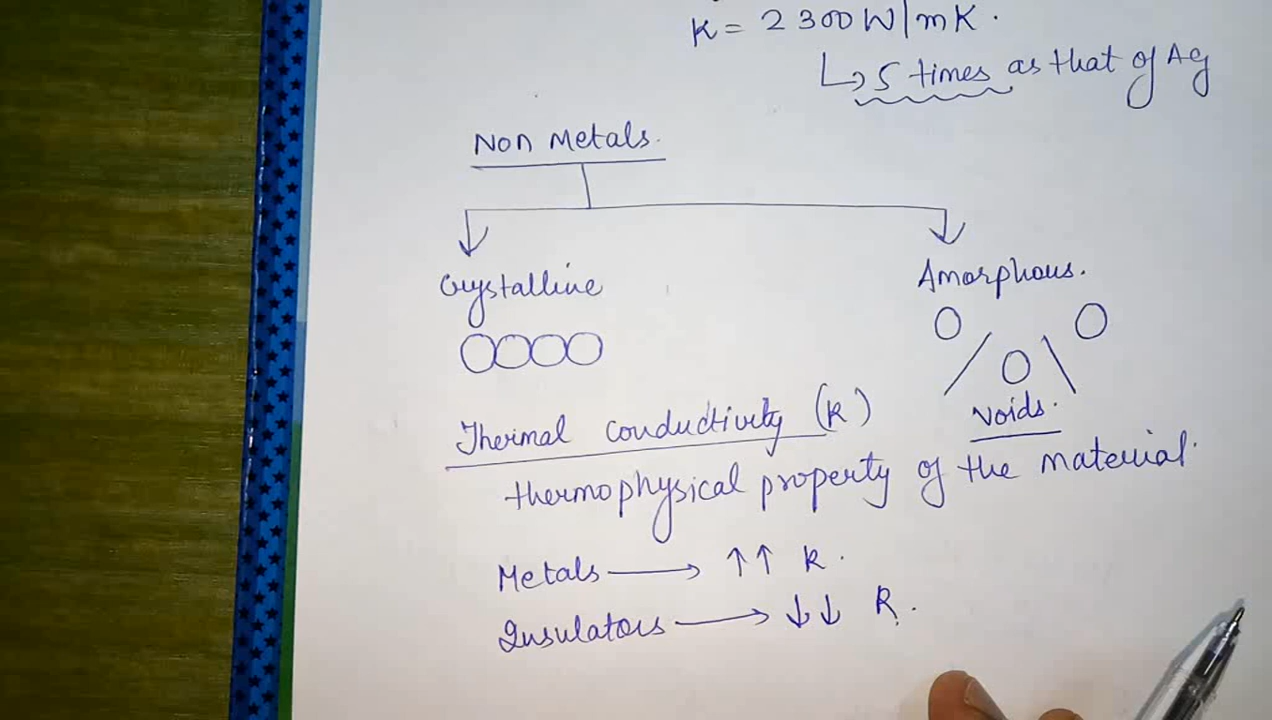 K = 2300 W/mK.
↳ 5 times as that of Ag
Non Metals.
Crystalline
Amorphous.
Voids.
Thermal conductivity (K)
thermophysical property of the material.
Metals → ↑↑ K.
Insulators → ↓↓ K.